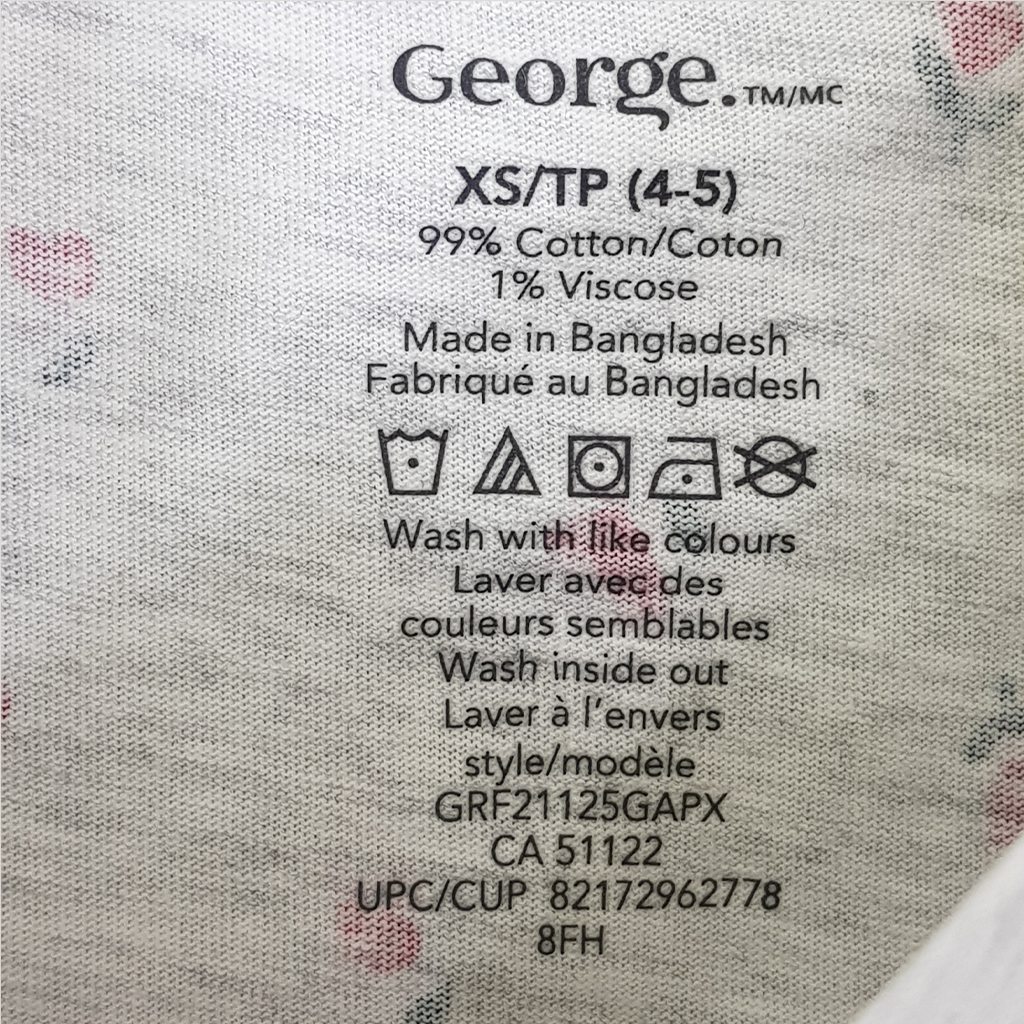 George.TM/MC
XS/TP (4-5)
99% Cotton/Coton
1% Viscose
Made in Bangladesh
Fabriqué au Bangladesh
Wash with like colours
Laver avec des
couleurs semblables
Wash inside out
Laver à l'envers
style/modèle
GRF21125GAPX
CA 51122
UPC/CUP 82172962778
8FH